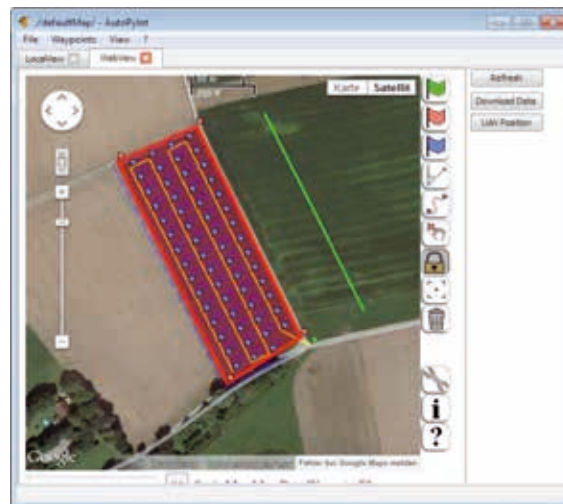 ./defaultMap/ - AutoPylot
File Waypoints View ?
LocalView
WebView
Refresh
Download Data
UAV Position
Karte Satellit
Google
Fehler bei Google Maps melden
i
?